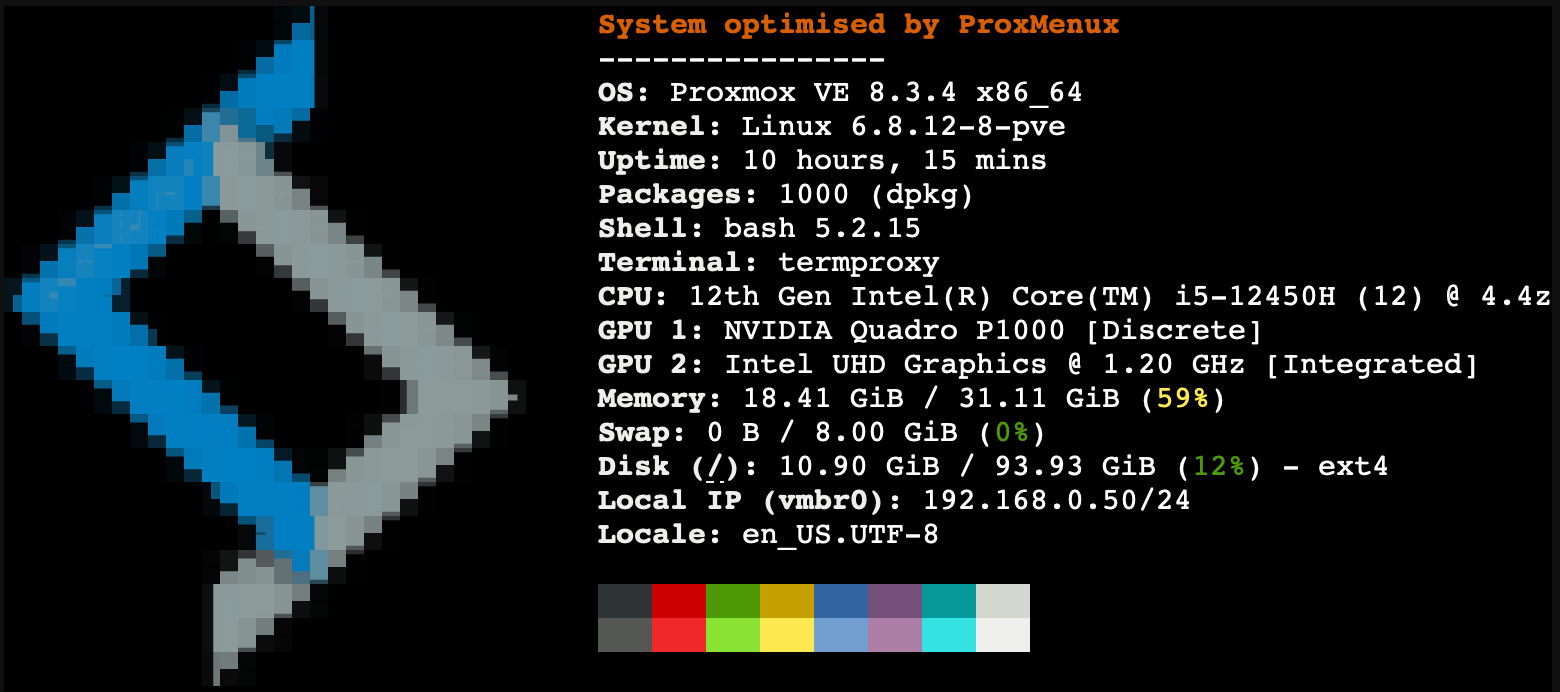 System optimised by ProxMenux
----------------
OS: Proxmox VE 8.3.4 x86_64
Kernel: Linux 6.8.12-8-pve
Uptime: 10 hours, 15 mins
Packages: 1000 (dpkg)
Shell: bash 5.2.15
Terminal: termproxy
CPU: 12th Gen Intel(R) Core(TM) i5-12450H (12) @ 4.4z
GPU 1: NVIDIA Quadro P1000 [Discrete]
GPU 2: Intel UHD Graphics @ 1.20 GHz [Integrated]
Memory: 18.41 GiB / 31.11 GiB (59%)
Swap: 0 B / 8.00 GiB (0%)
Disk (/): 10.90 GiB / 93.93 GiB (12%) - ext4
Local IP (vmbr0): 192.168.0.50/24
Locale: en_US.UTF-8